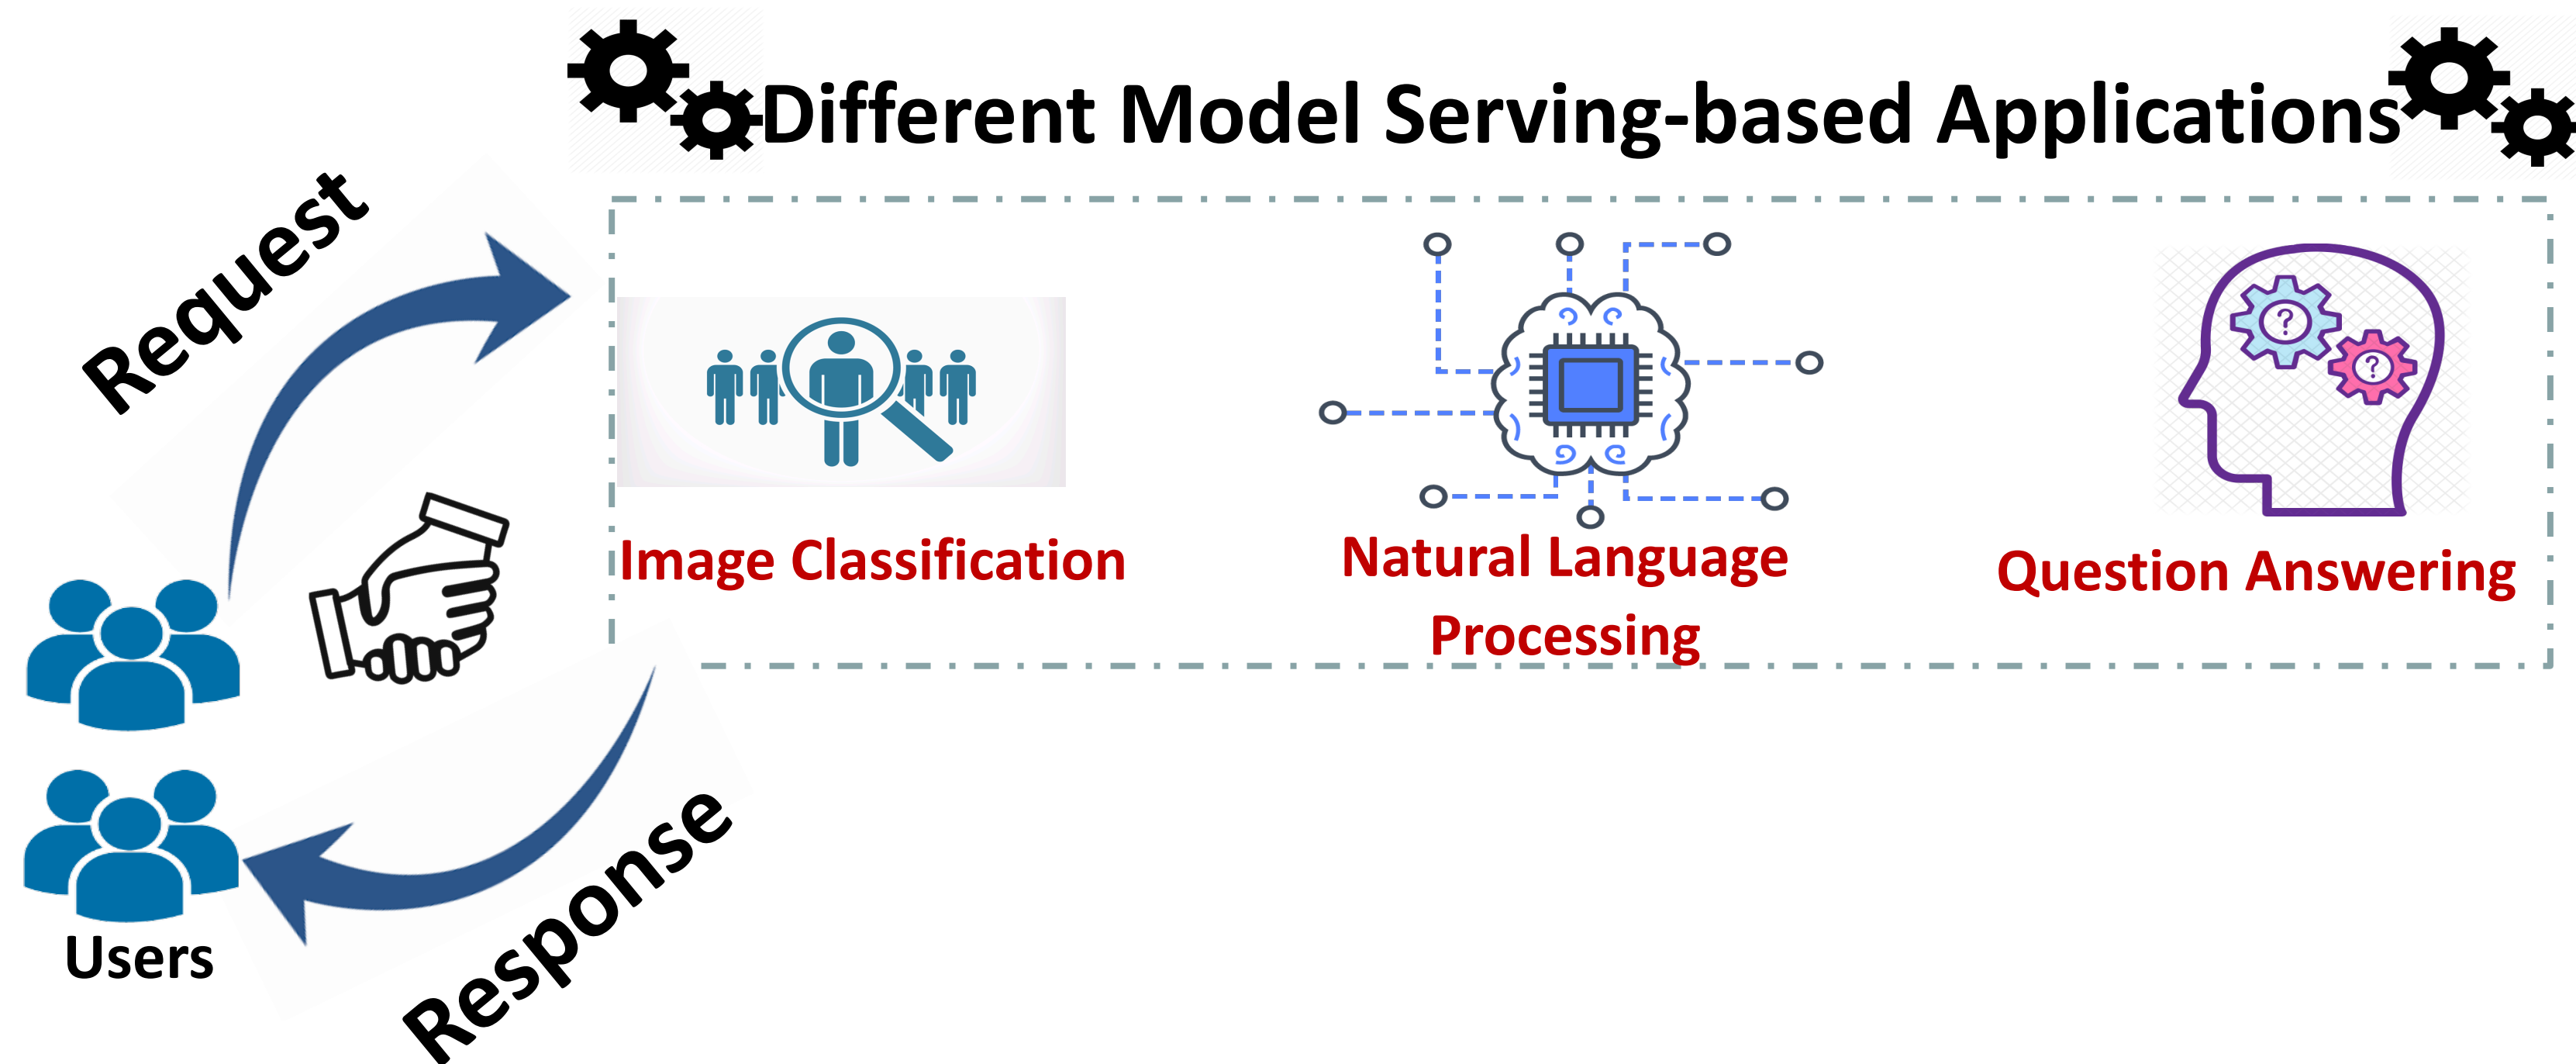 Different Model Serving-based Applications
Request
Image Classification
Natural Language
Processing
Question Answering
Users
Response
? 
?